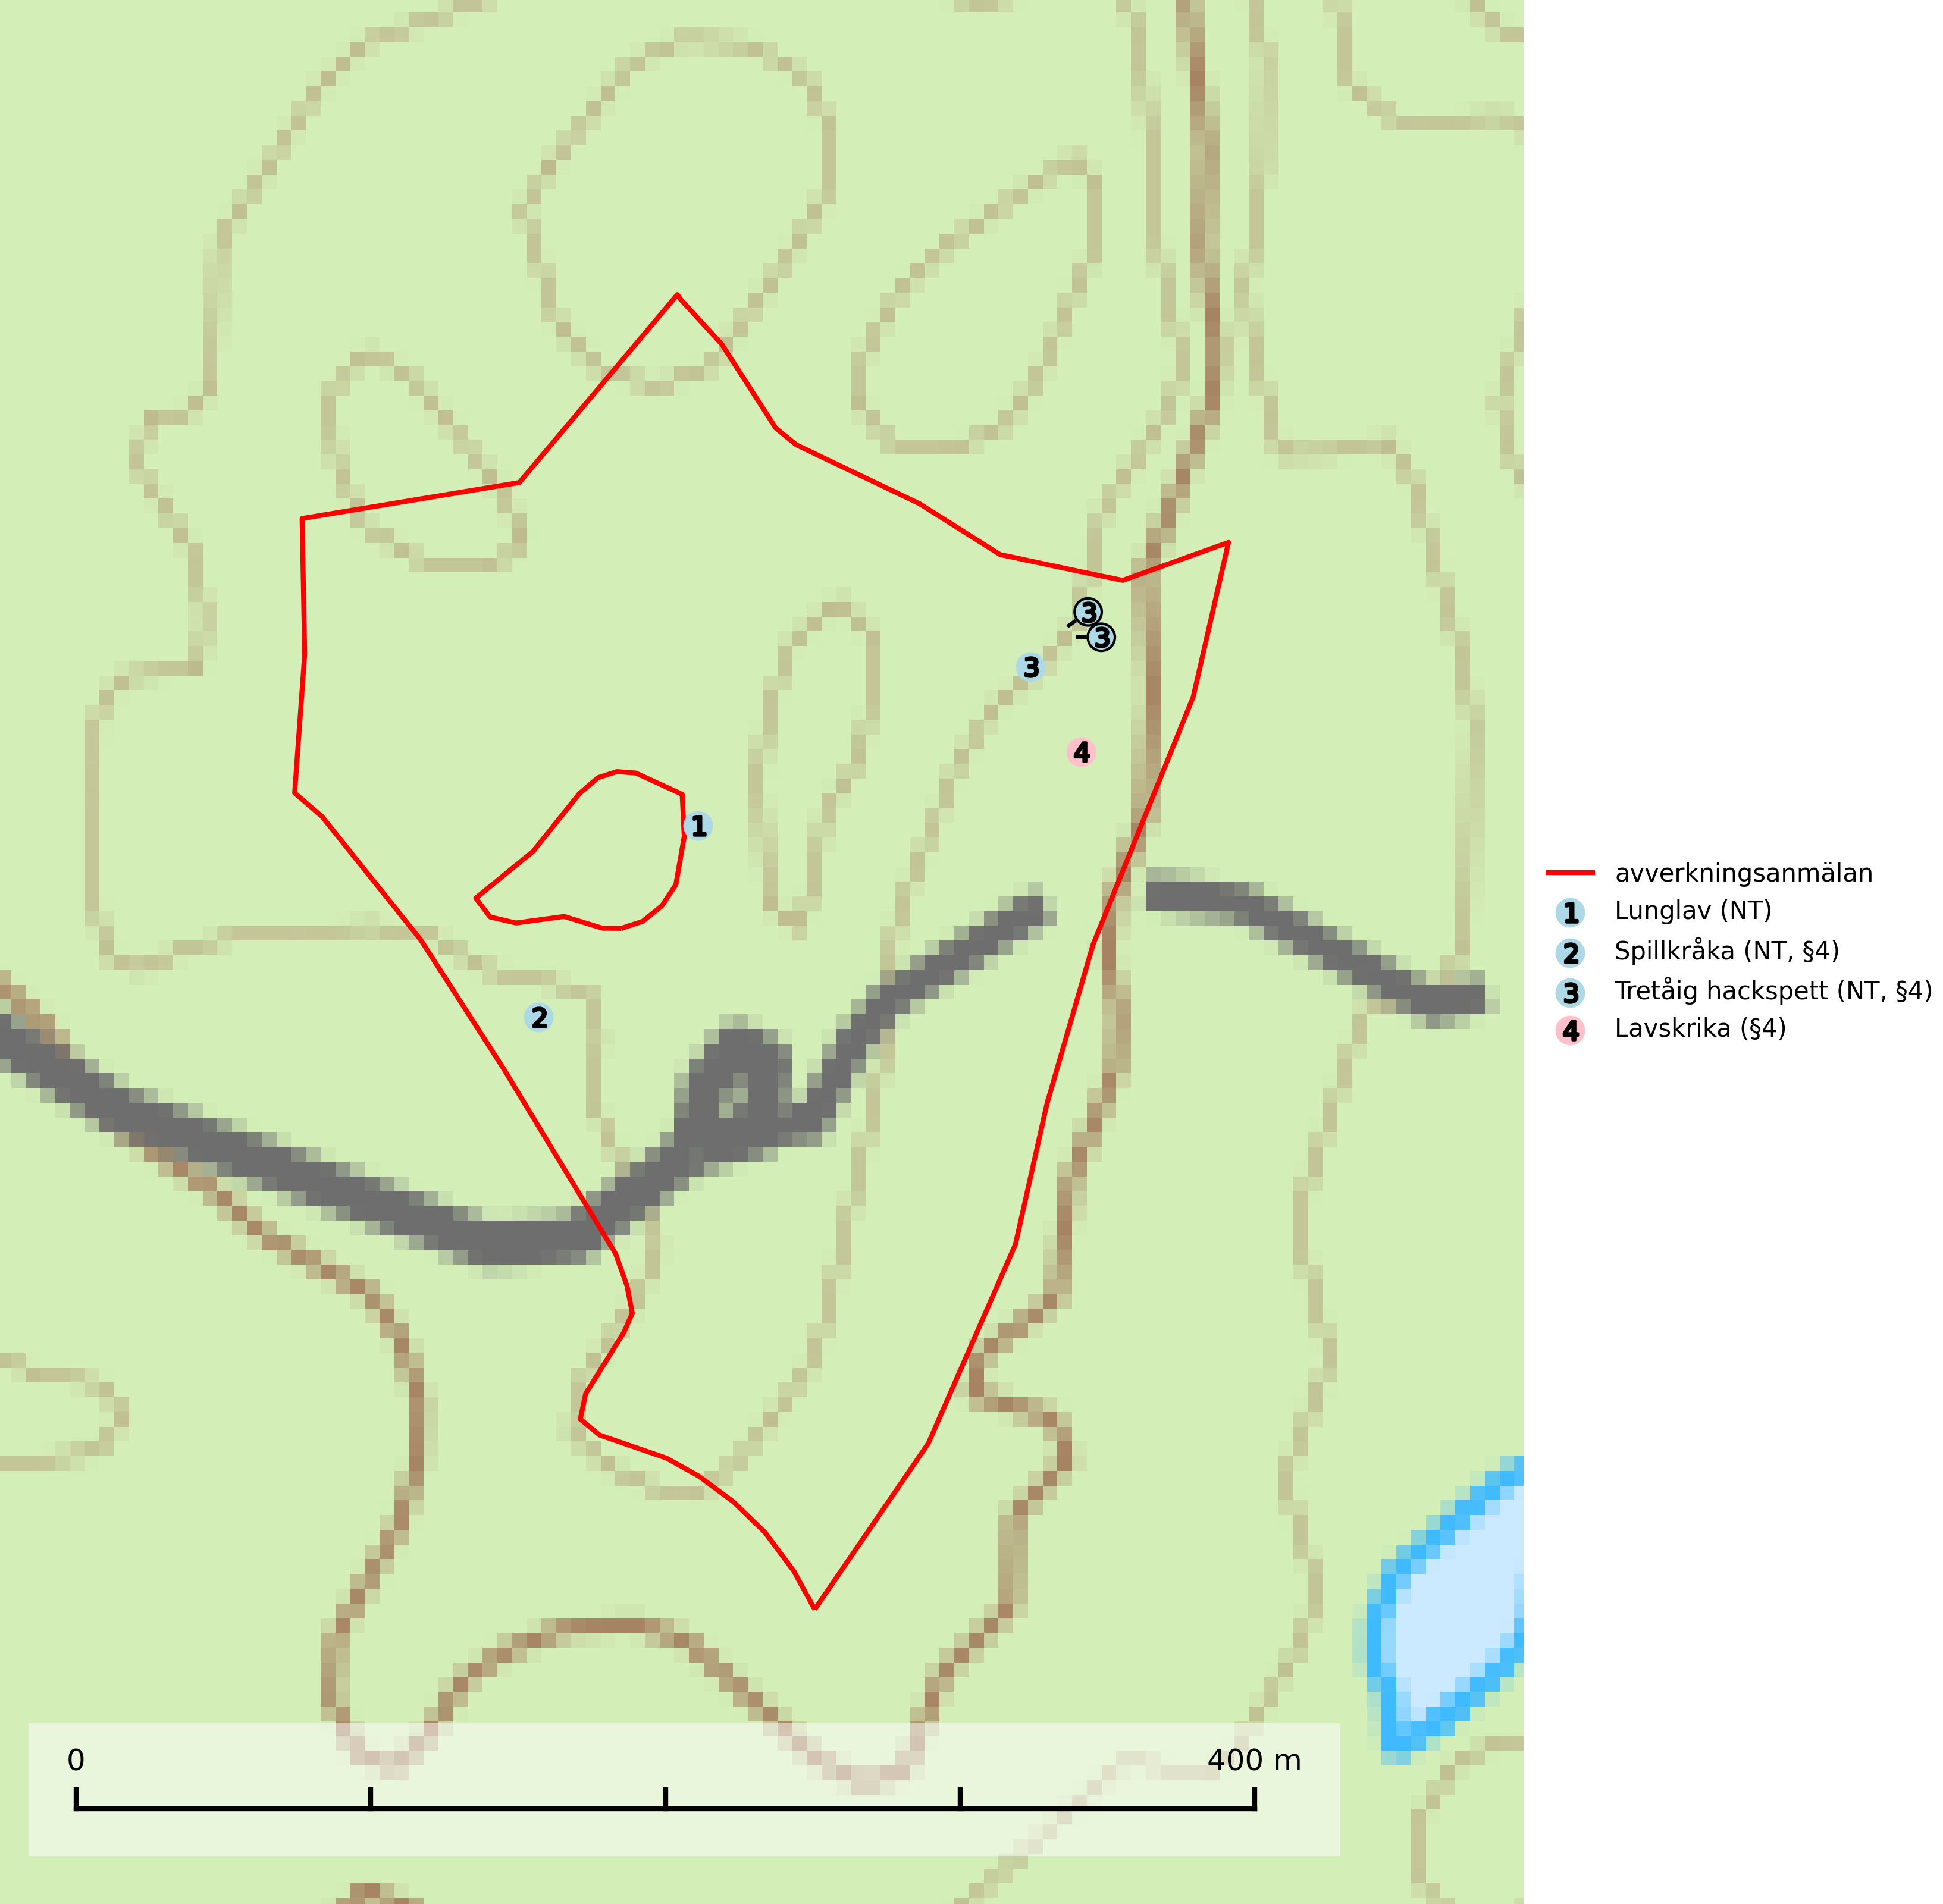 3
3
3
4
1
2
avverkningsanmälan
1 Lunglav (NT)
2 Spillkråka (NT, §4)
3 Tretåig hackspett (NT, §4)
4 Lavskrika (§4)
0 400 m